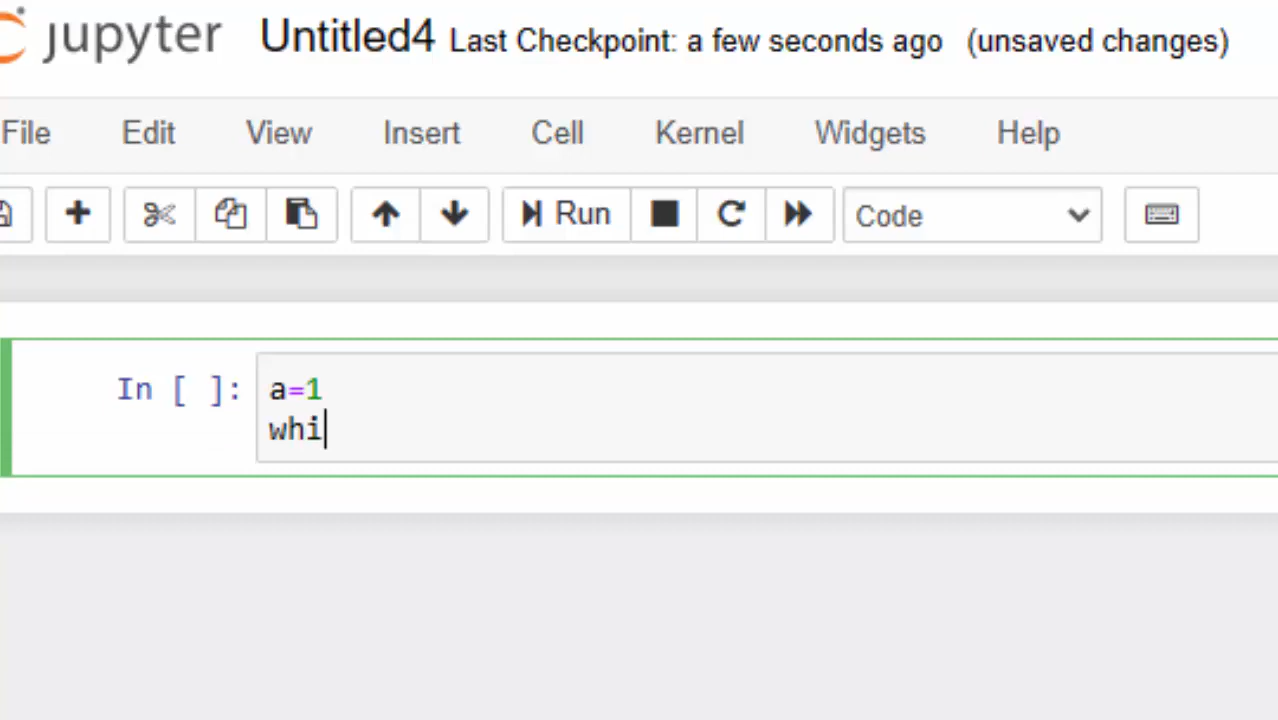 jupyter Untitled4 Last Checkpoint: a few seconds ago (unsaved changes)
File Edit View Insert Cell Kernel Widgets Help
Run Code
In [ ]: a=1
whi